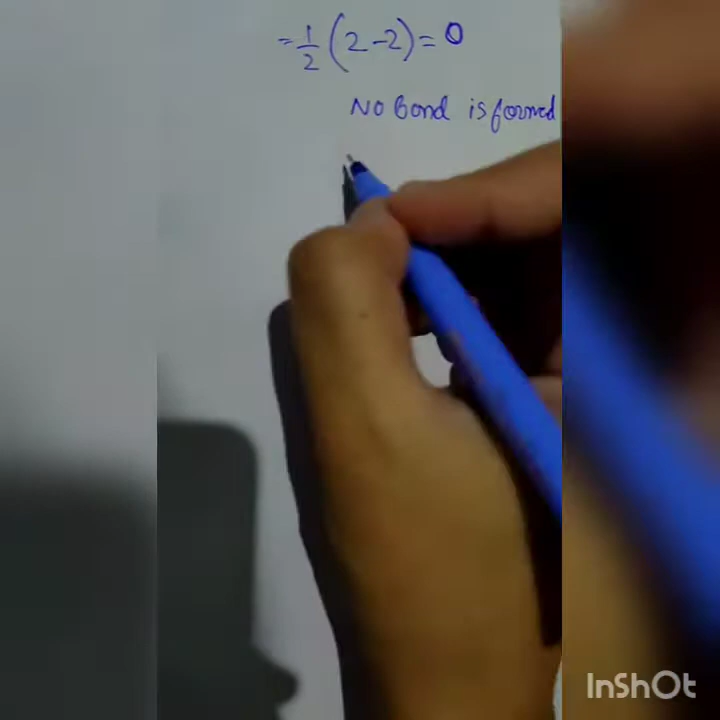 = 1/2 (2-2) = 0
No bond is formed
InShOt